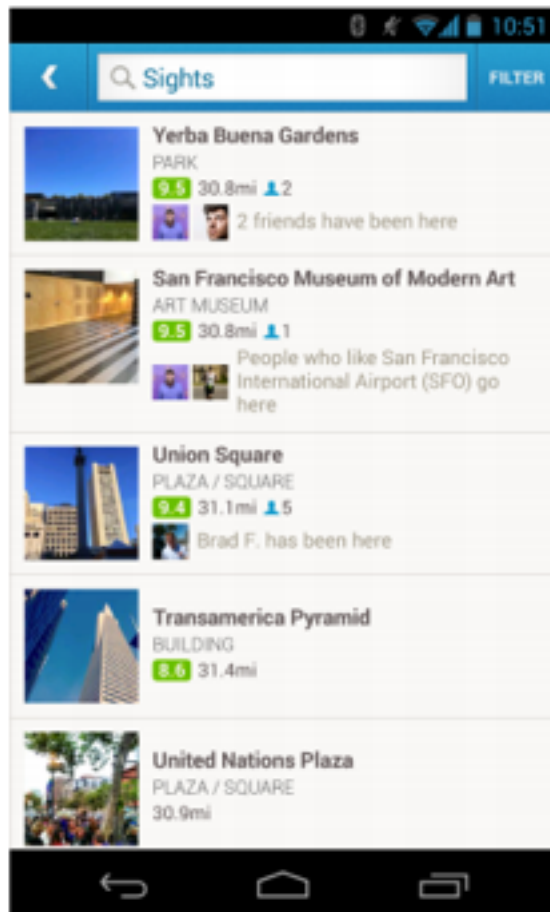 10:51
Sights
FILTER
Yerba Buena Gardens
PARK
9.5 30.8mi 2
2 friends have been here
San Francisco Museum of Modern Art
ART MUSEUM
9.5 30.8mi 1
People who like San Francisco
International Airport (SFO) go
here
Union Square
PLAZA / SQUARE
9.4 31.1mi 5
Brad F. has been here
Transamerica Pyramid
BUILDING
8.6 31.4mi
United Nations Plaza
PLAZA / SQUARE
30.9mi